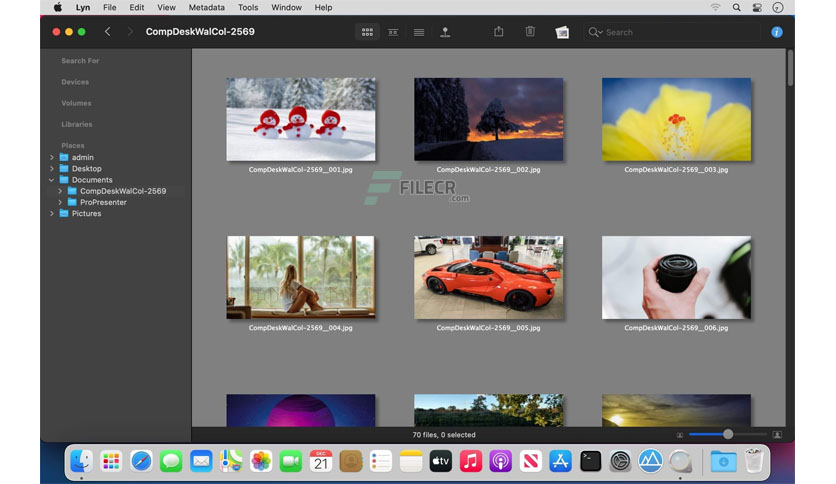 Lyn File Edit View Metadata Tools Window Help
CompDeskWalCol-2569
Search
Search For
Devices
Volumes
Libraries
Places
admin
Desktop
Documents
CompDeskWalCol-2569
ProPresenter
Pictures
CompDeskWalCol-2569__001.jpg
CompDeskWalCol-2569__002.jpg
CompDeskWalCol-2569__003.jpg
FILECR
.com
CompDeskWalCol-2569__004.jpg
CompDeskWalCol-2569__005.jpg
CompDeskWalCol-2569__006.jpg
70 files, 0 selected
DEC
21
tv